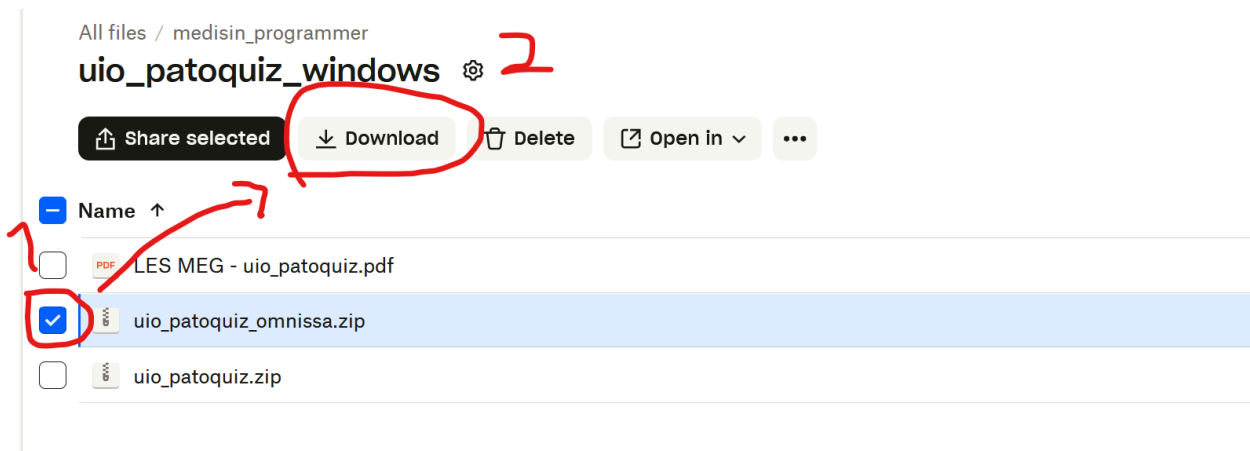 All files / medisin_programmer
uio_patoquiz_windows 2
Share selected Download Delete Open in
Name
1
PDF LES MEG - uio_patoquiz.pdf
uio_patoquiz_omnissa.zip
uio_patoquiz.zip